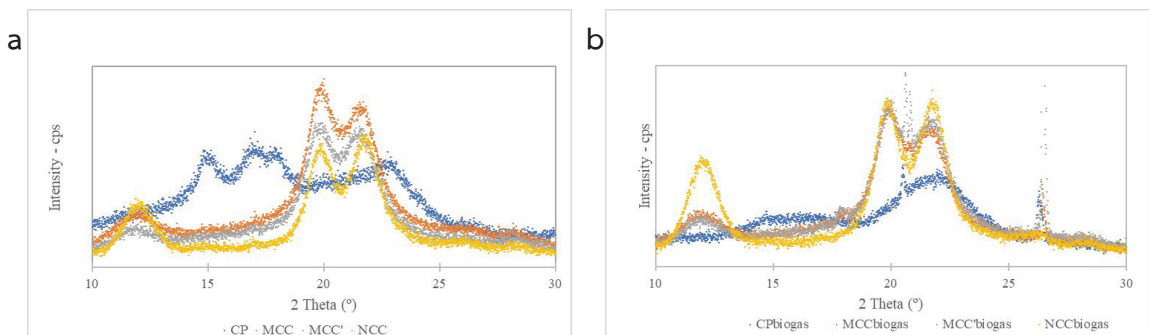 a
Intensity - cps
10 15 20 25 30
2 Theta (º)
CP MCC MCC' NCC
b
Intensity - cps
10 15 20 25 30
2 Theta (º)
CPbiogas MCCbiogas MCC'biogas NCCbiogas